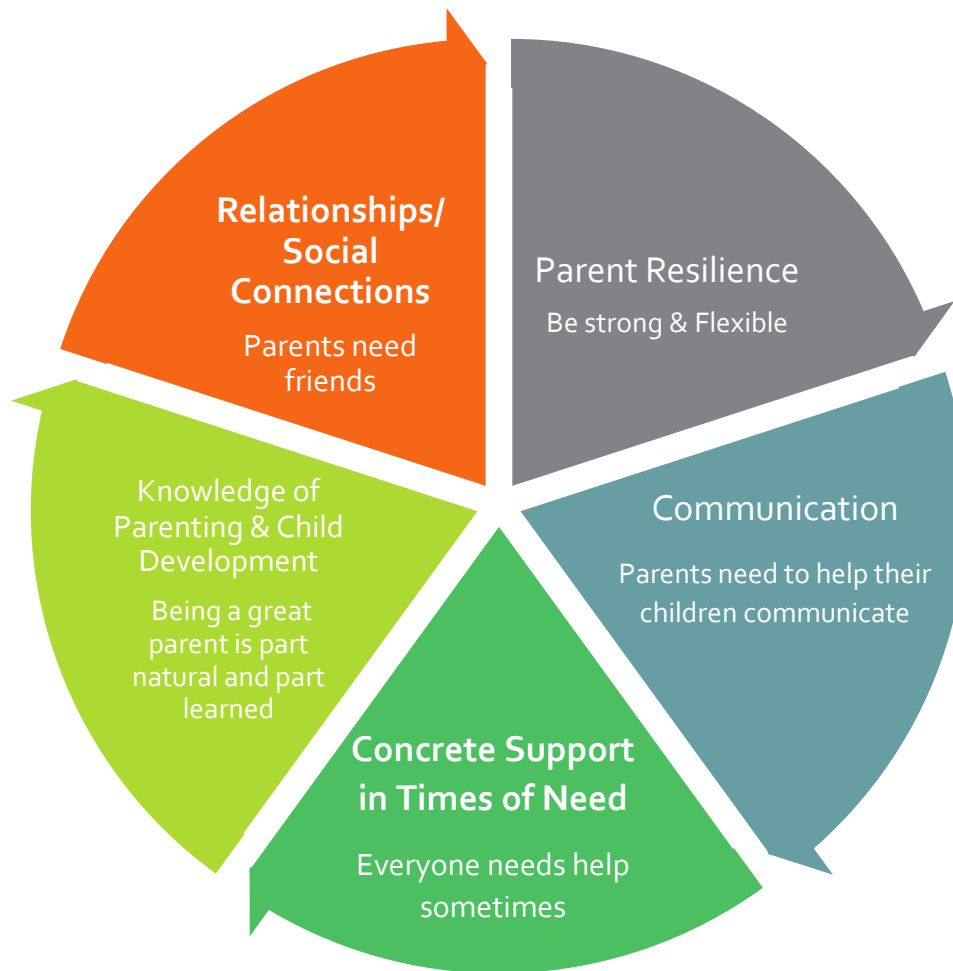 Relationships/
Social
Connections
Parents need
friends
Parent Resilience
Be strong & Flexible
Communication
Parents need to help their
children communicate
Concrete Support
in Times of Need
Everyone needs help
sometimes
Knowledge of
Parenting & Child
Development
Being a great
parent is part
natural and part
learned